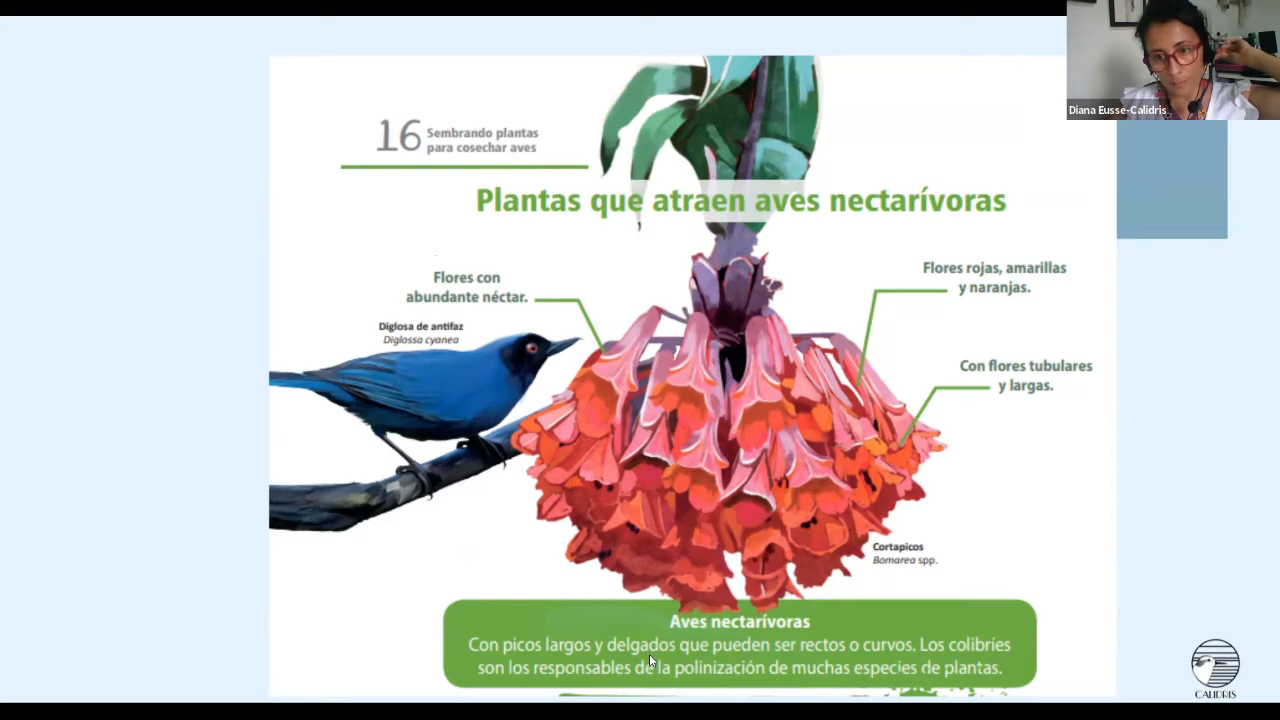 Diana Eusse-Calidris
16 Sembrando plantas
para cosechar aves
Plantas que atraen aves nectarívoras
Flores con
abundante néctar.
Flores rojas, amarillas
y naranjas.
Diglosa de antifaz
Diglossa cyanea
Con flores tubulares
y largas.
Cortapicos
Bomarea spp.
Aves nectarívoras
Con picos largos y delgados que pueden ser rectos o curvos. Los colibríes
son los responsables de la polinización de muchas especies de plantas.
CALIDRIS